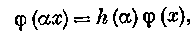 φ (αx) = h (α) φ (x),